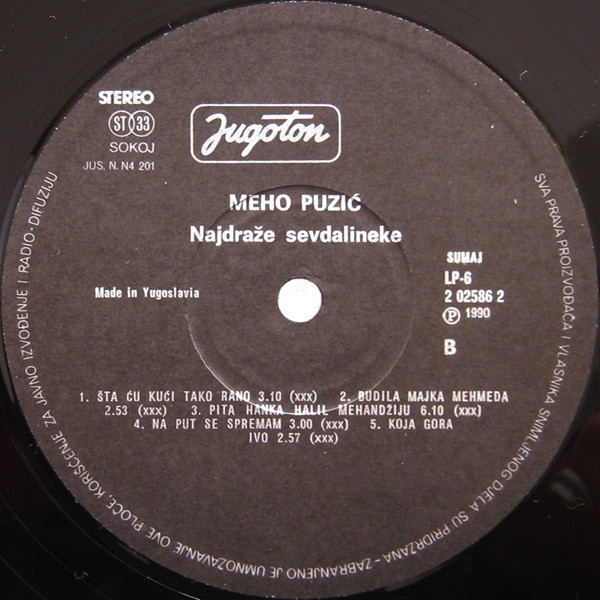 STEREO
ST 33
SOKOJ
JUS. N. N4 201
Jugoton
MEHO PUZIĆ
Najdraže sevdalineke
Made in Yugoslavia
SUMAJ
LP-6
2 02586 2
Ⓟ 1990
B
1. ŠTA ĆU KUĆI TAKO RANO 3.10 (xxx) 2. BUDILA MAJKA MEHMEDA
2.53 (xxx) 3. PITA HANKA HALIL MEHANDŽIJU 6.10 (xxx)
4. NA PUT SE SPREMAM 3.00 (xxx) 5. KOJA GORA
IVO 2.57 (xxx)
SVA PRAVA PROIZVOĐAČA I VLASNIKA SNIMLJENOG DJELA SU PRIDRŽANA - ZABRANJENO JE UMNOŽAVANJE OVE PLOČE, KORIŠĆENJE ZA JAVNO IZVOĐENJE I RADIO-DIFUZIJU